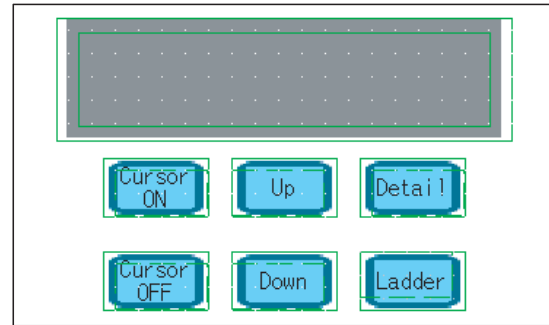 Cursor
ON
Up
Detail
Cursor
OFF
Down
Ladder